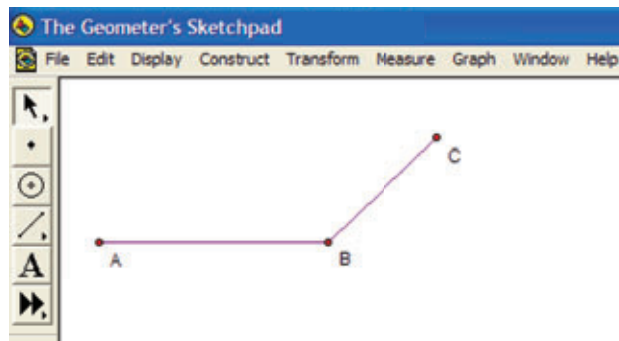 The Geometer's Sketchpad
File Edit Display Construct Transform Measure Graph Window Help
A
C
A B